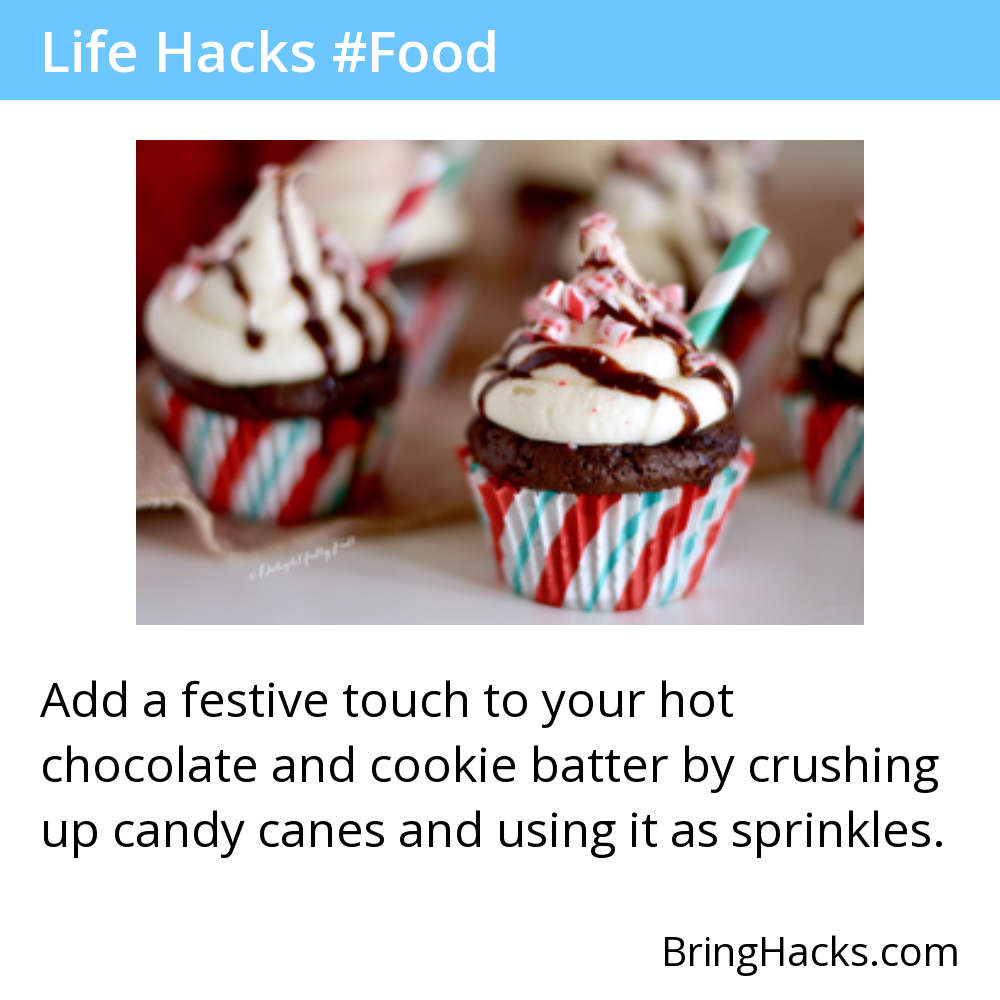 Life Hacks #Food
Add a festive touch to your hot
chocolate and cookie batter by crushing
up candy canes and using it as sprinkles.
BringHacks.com